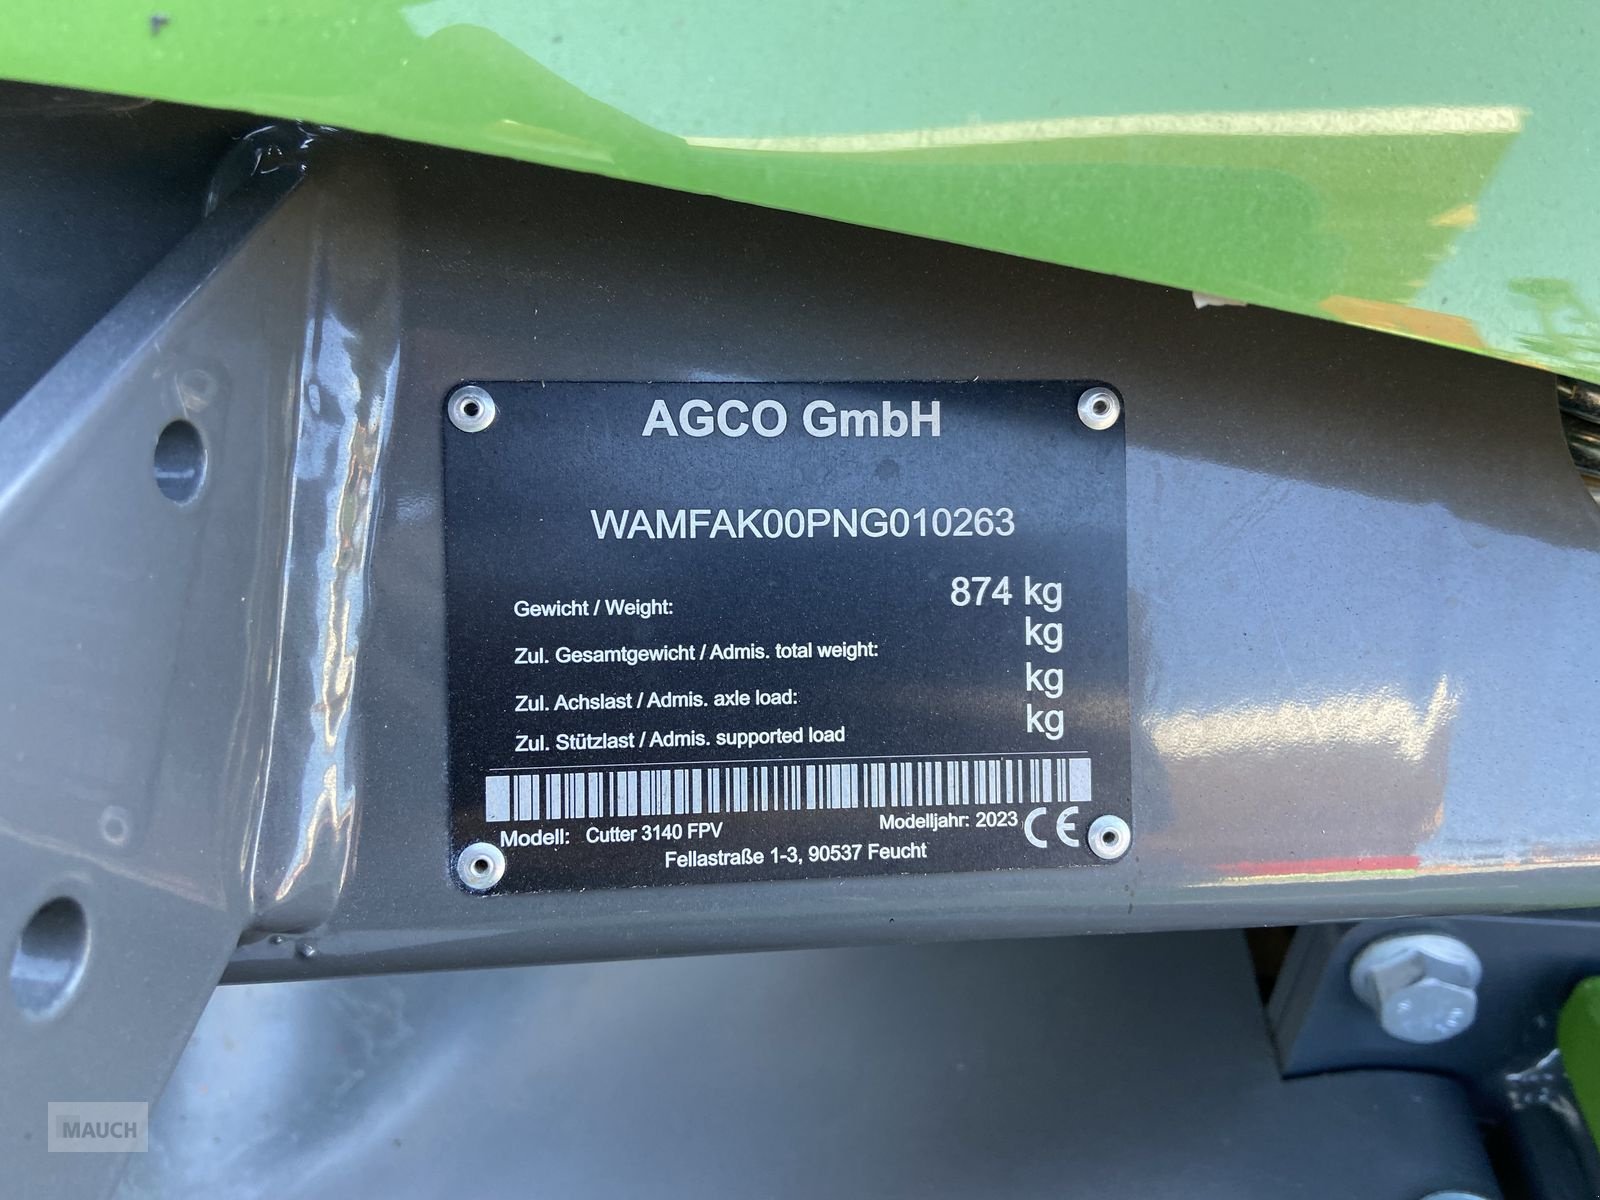 AGCO GmbH
WAMFAK00PNG010263
Gewicht / Weight: 874 kg
Zul. Gesamtgewicht / Admis. total weight: kg
Zul. Achslast / Admis. axle load: kg
Zul. Stützlast / Admis. supported load kg
Modell: Cutter 3140 FPV Modelljahr: 2023 CE
Fellastraße 1-3, 90537 Feucht
MAUCH